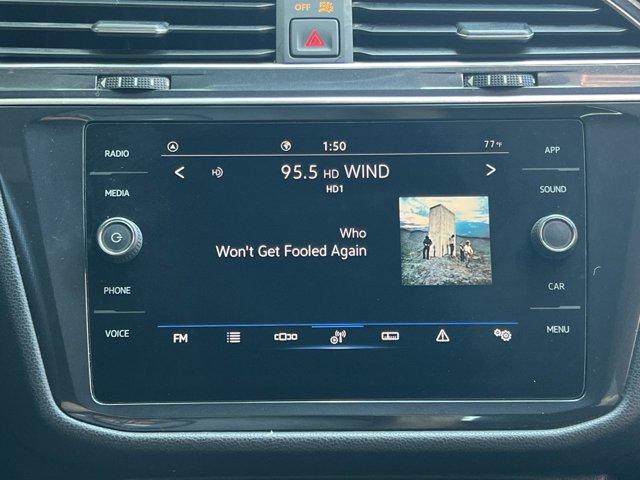 OFF
RADIO
MEDIA
PHONE
VOICE
1:50
77°F
95.5 HD WIND
HD1
Who
Won't Get Fooled Again
FM
APP
SOUND
CAR
MENU